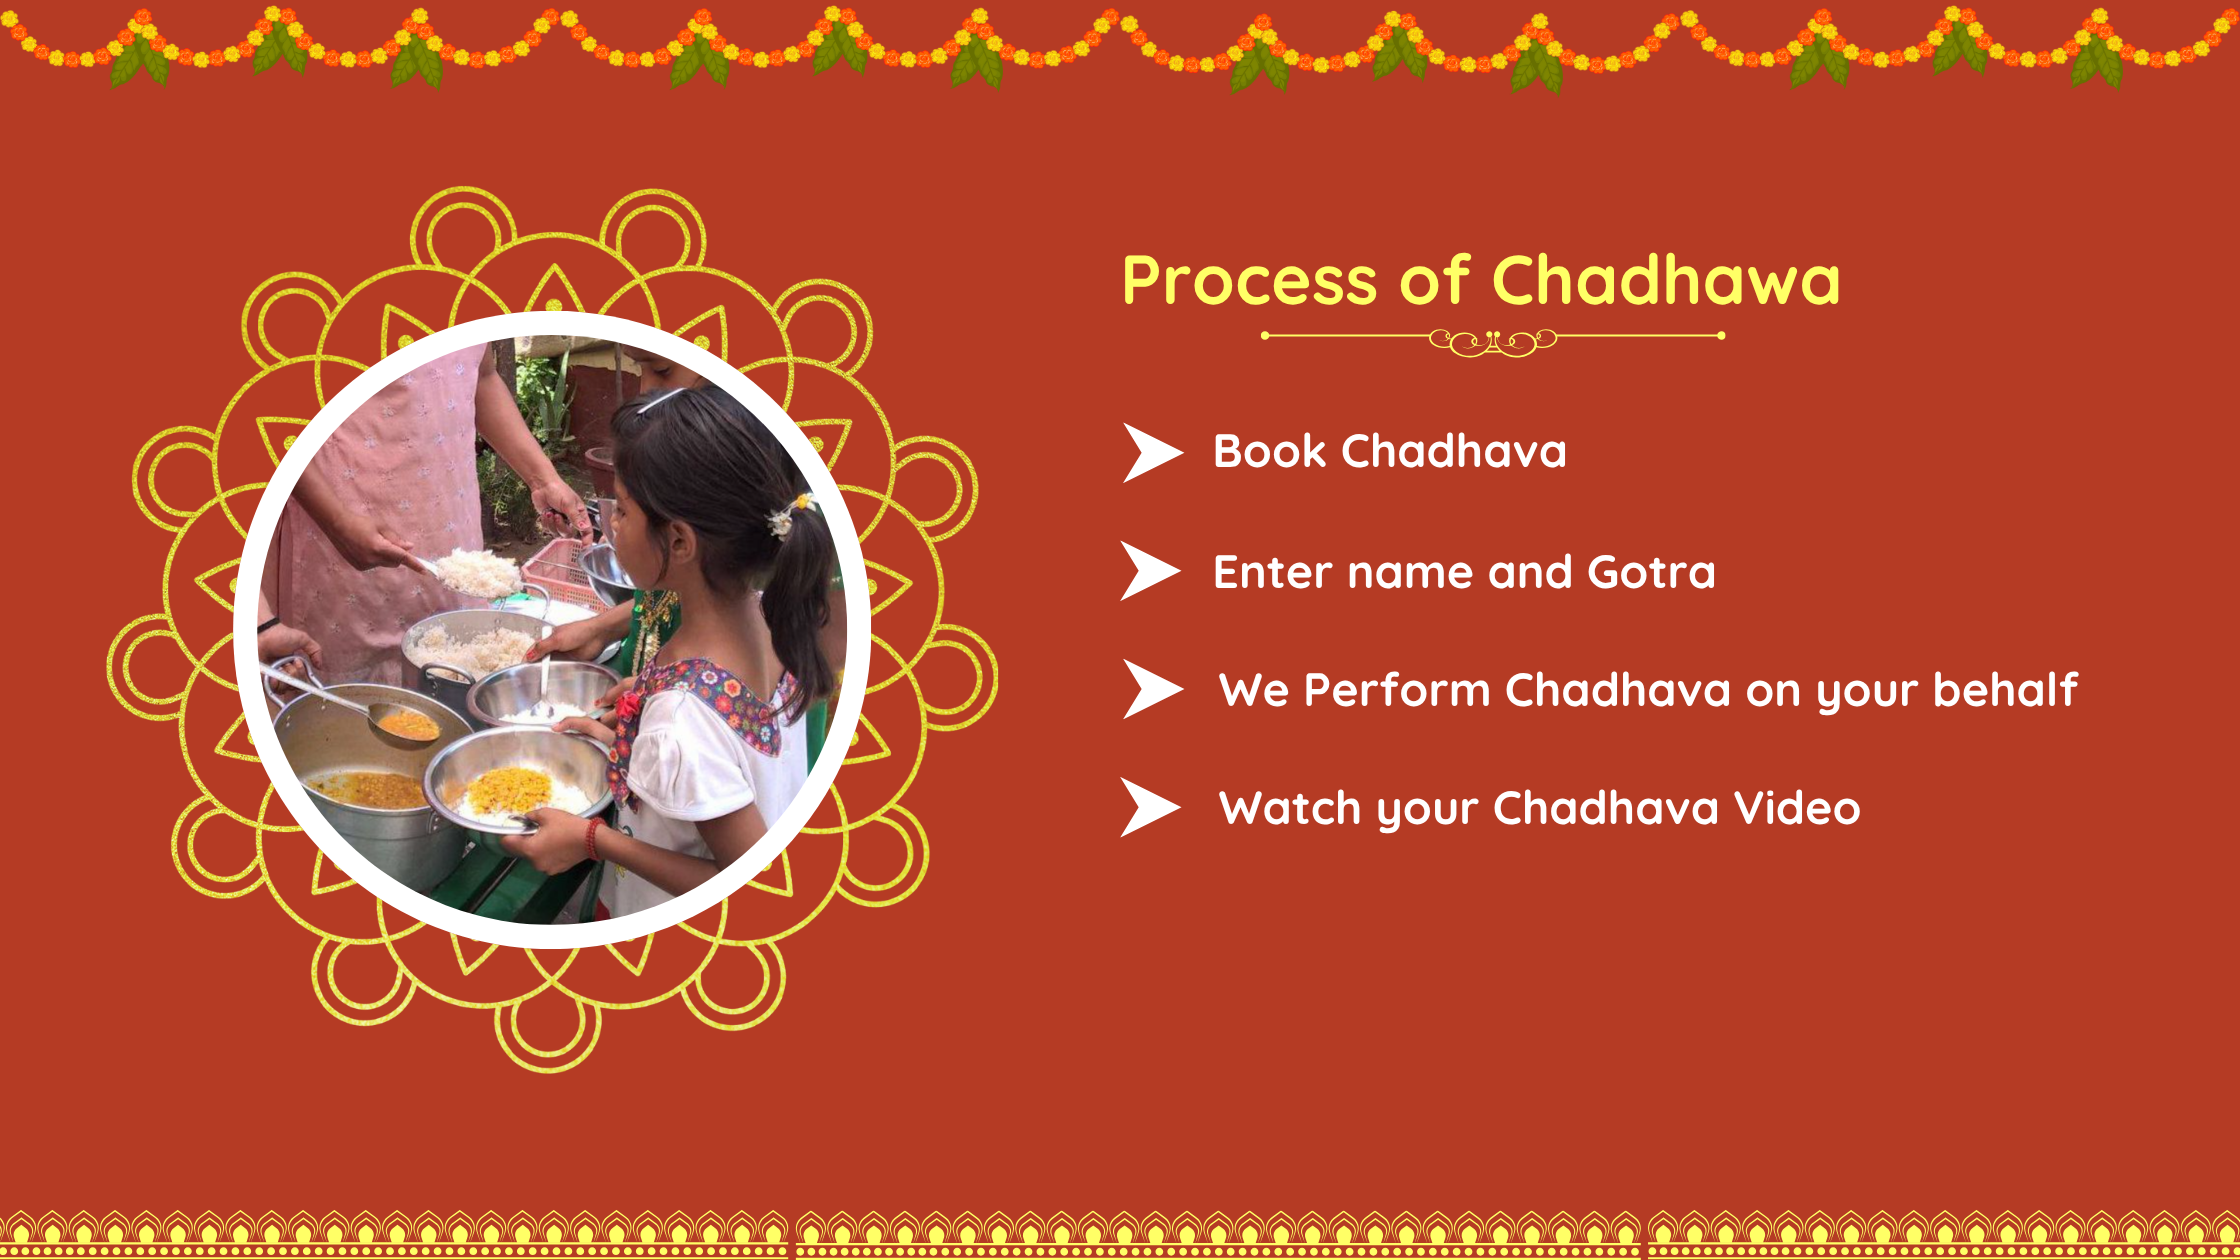 Process of Chadhawa
Book Chadhava
Enter name and Gotra
We Perform Chadhava on your behalf
Watch your Chadhava Video